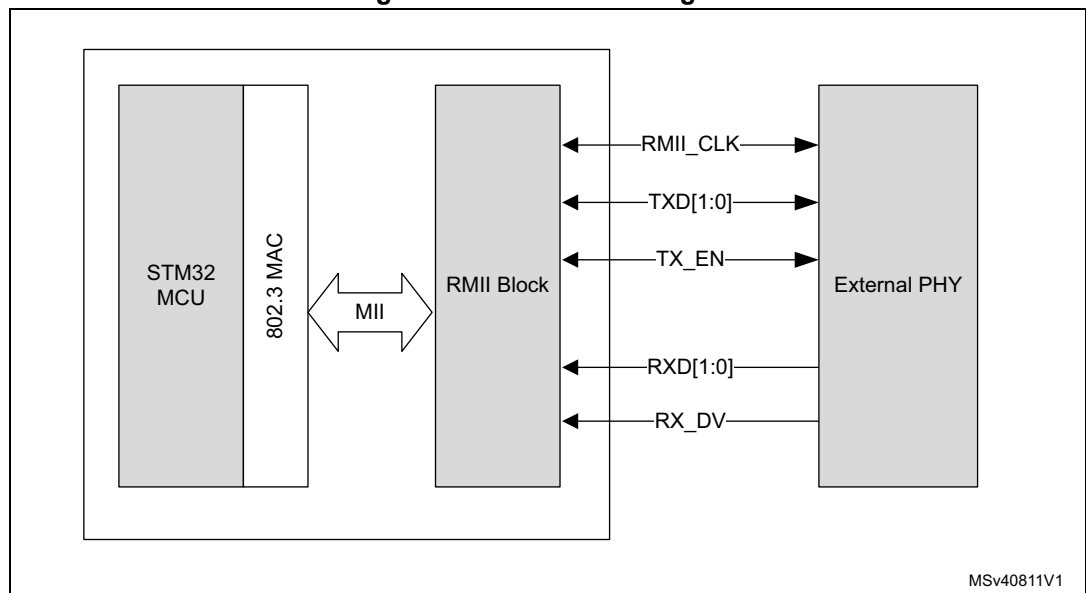 RMII_CLK
TXD[1:0]
TX_EN
STM32
MCU
802.3 MAC
MII
RMII Block
External PHY
RXD[1:0]
RX_DV
MSv40811V1